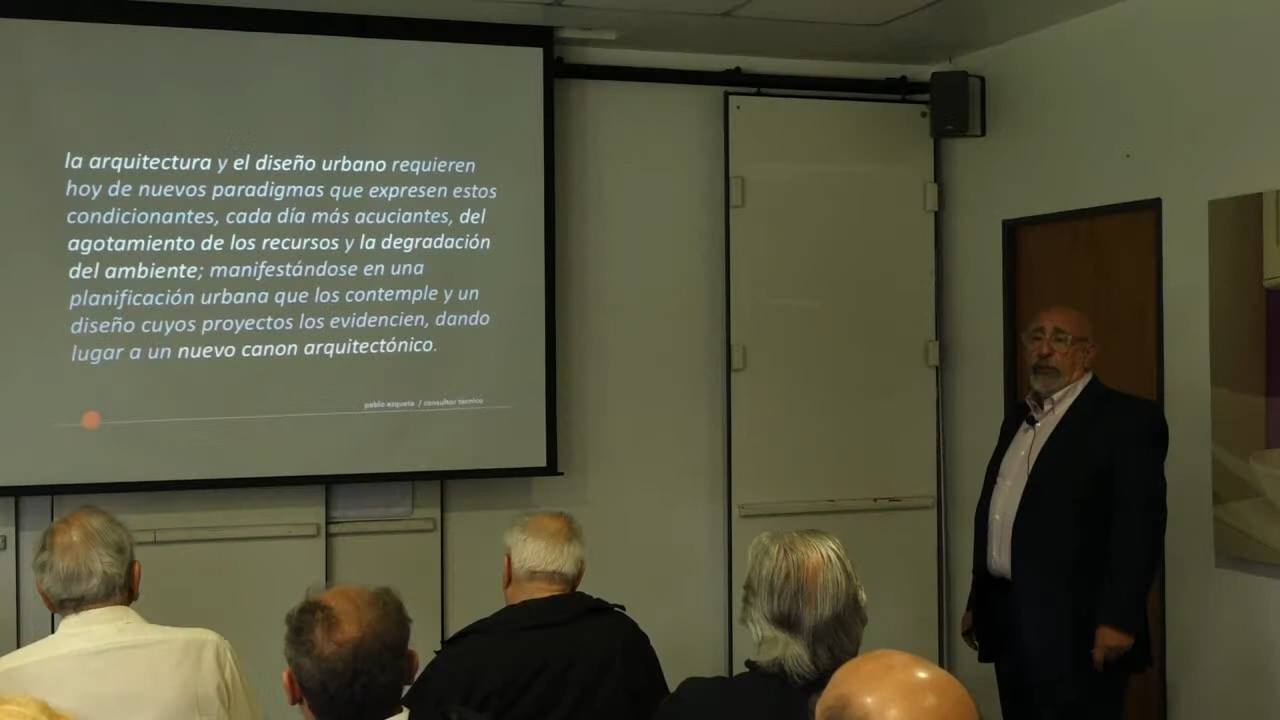 la arquitectura y el diseño urbano requieren
hoy de nuevos paradigmas que expresen estos
condicionantes, cada día más acuciantes, del
agotamiento de los recursos y la degradación
del ambiente; manifestándose en una
planificación urbana que los contemple y un
diseño cuyos proyectos los evidencien, dando
lugar a un nuevo canon arquitectónico.
pablo azqueta / consultor técnico